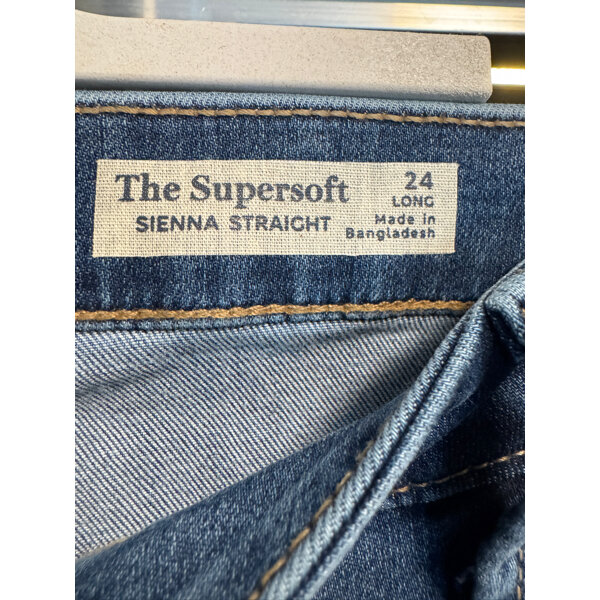 The Supersoft
SIENNA STRAIGHT
24
LONG
Made in
Bangladesh